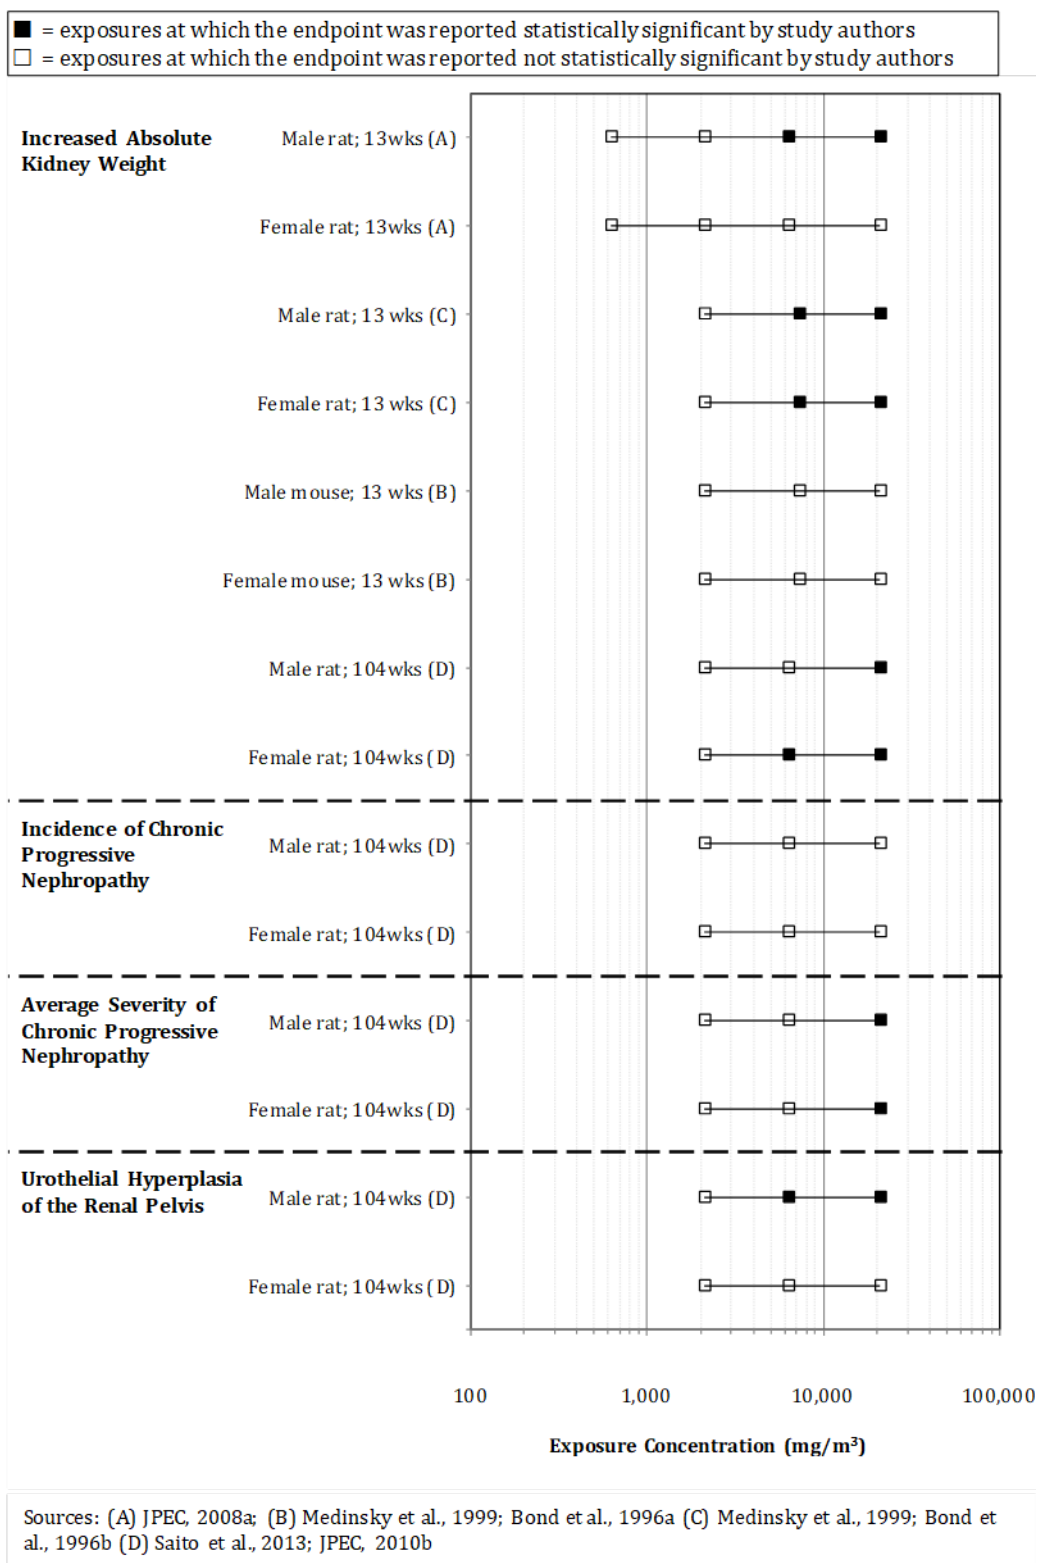 ■ = exposures at which the endpoint was reported statistically significant by study authors
□ = exposures at which the endpoint was reported not statistically significant by study authors
Increased Absolute
Kidney Weight
Male rat; 13wks (A)
Female rat; 13wks (A)
Male rat; 13 wks (C)
Female rat; 13 wks (C)
Male mouse; 13 wks (B)
Female mouse; 13 wks (B)
Male rat; 104wks (D)
Female rat; 104wks (D)
Incidence of Chronic
Progressive
Nephropathy
Male rat; 104wks (D)
Female rat; 104wks (D)
Average Severity of
Chronic Progressive
Nephropathy
Male rat; 104wks (D)
Female rat; 104wks (D)
Urothelial Hyperplasia
of the Renal Pelvis
Male rat; 104wks (D)
Female rat; 104wks (D)
100 1,000 10,000 100,000
Exposure Concentration (mg/m³)
Sources: (A) JPEC, 2008a; (B) Medinsky et al., 1999; Bond et al., 1996a (C) Medinsky et al., 1999; Bond et
al., 1996b (D) Saito et al., 2013; JPEC, 2010b